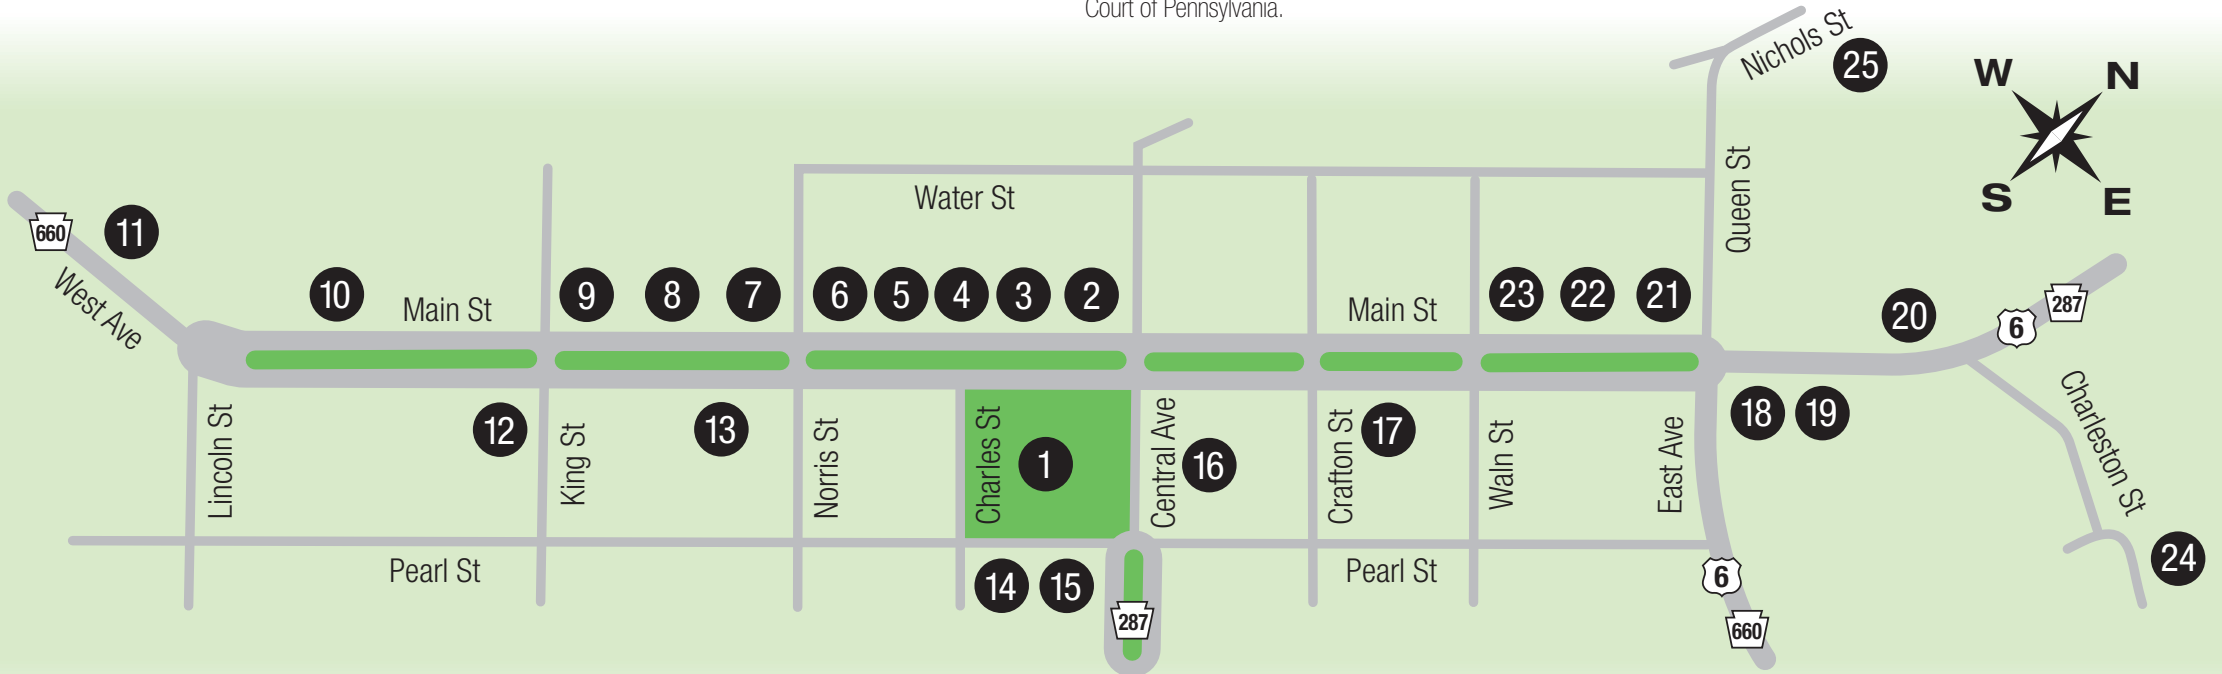 Court of Pennsylvania.
Nichols St
25
W
N
S
E
Queen St
Water St
660
11
West Ave
10
Main St
9
8
7
6
5
4
3
2
Main St
23
22
21
20
6
287
Lincoln St
12
King St
13
Norris St
Charles St
1
Central Ave
16
Crafton St
17
Waln St
East Ave
18
19
Charleston St
24
Pearl St
14
15
287
Pearl St
6
660